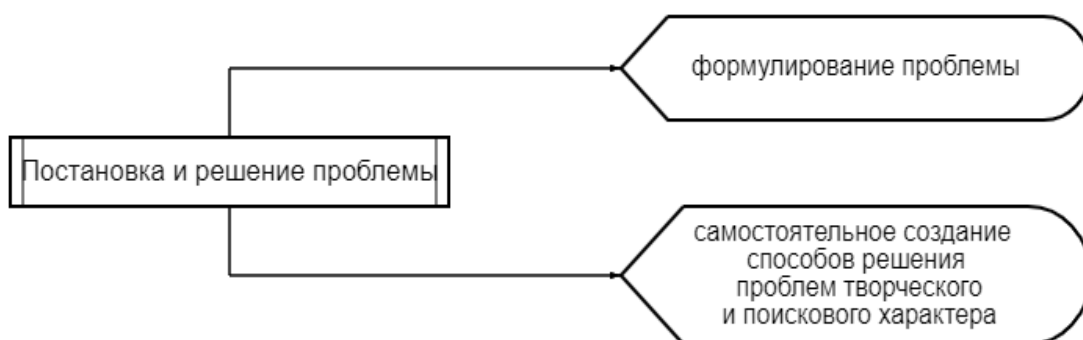 формулирование проблемы
Постановка и решение проблемы
самостоятельное создание
способов решения
проблем творческого
и поискового характера